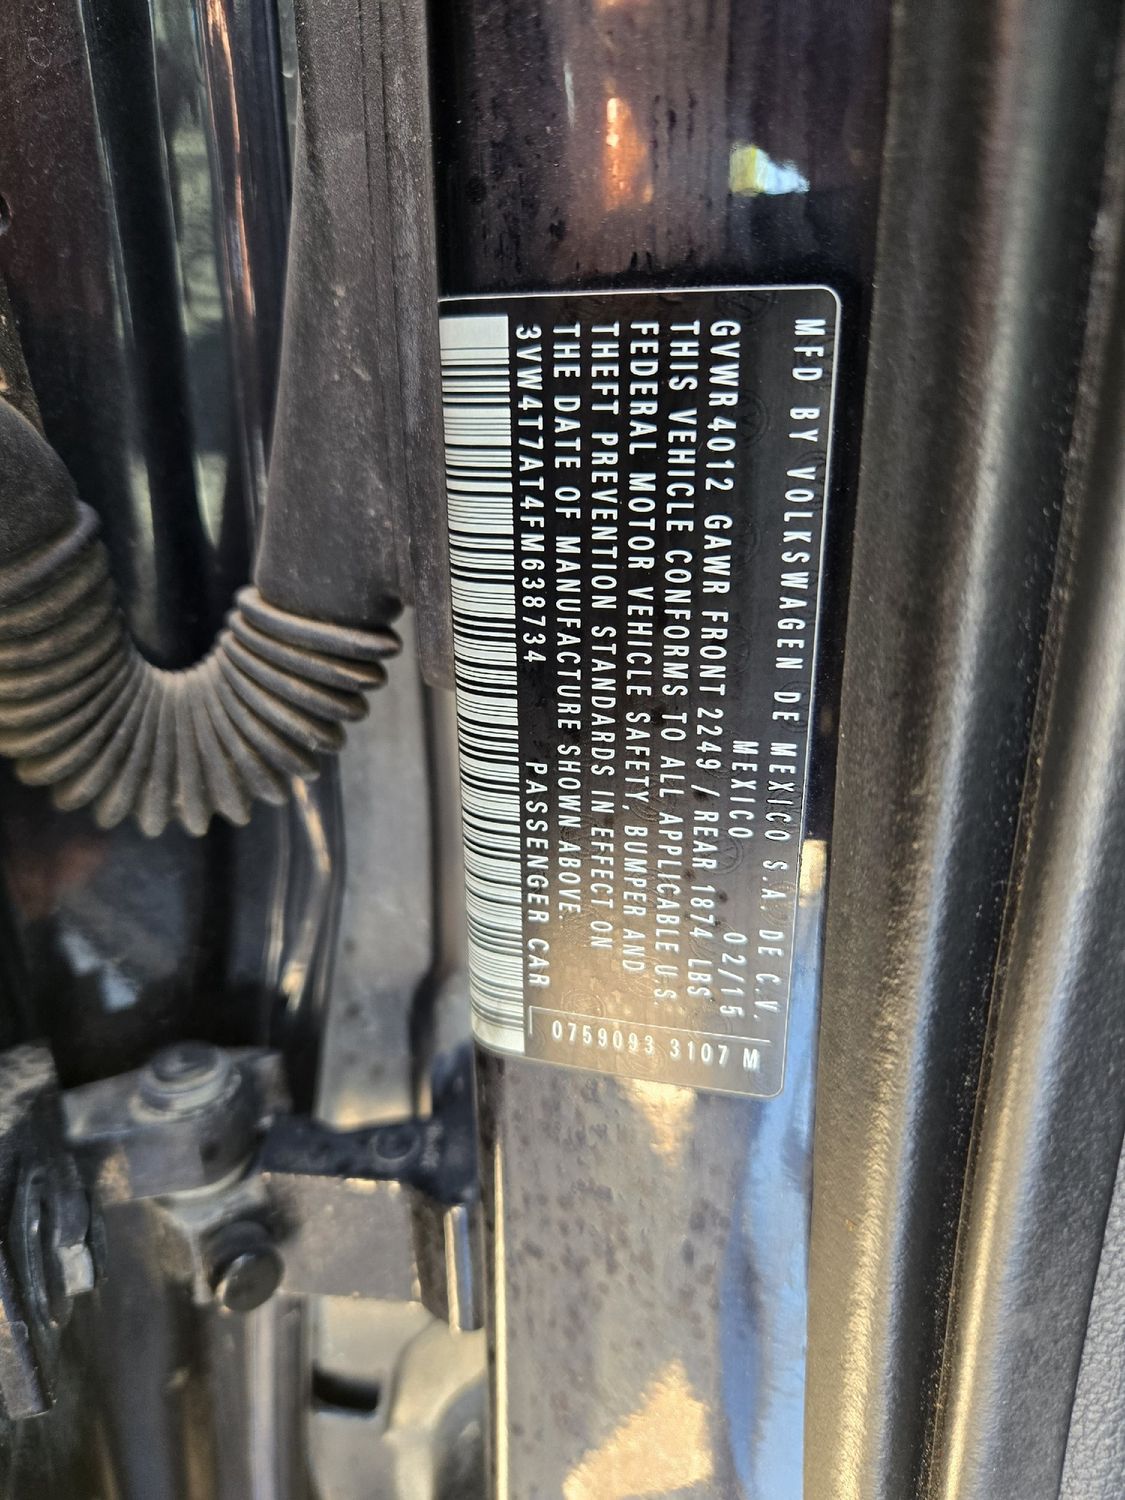 MFD BY VOLKSWAGEN DE MEXICO S.A. DE C.V.
MEXICO 02/15
GVWR 4012 GAWR FRONT 2249 / REAR 1874 LBS
THIS VEHICLE CONFORMS TO ALL APPLICABLE U.S.
FEDERAL MOTOR VEHICLE SAFETY, BUMPER AND
THEFT PREVENTION STANDARDS IN EFFECT ON
THE DATE OF MANUFACTURE SHOWN ABOVE
3VW4T7AT4FM638734 PASSENGER CAR
0759093 3107 M